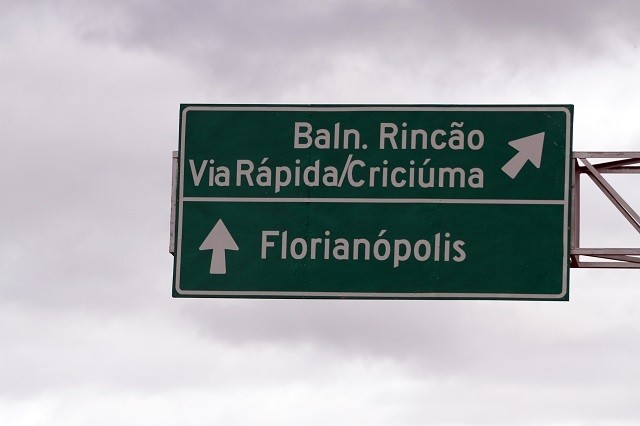 Baln. Rincão
Via Rápida/Criciúma
Florianópolis